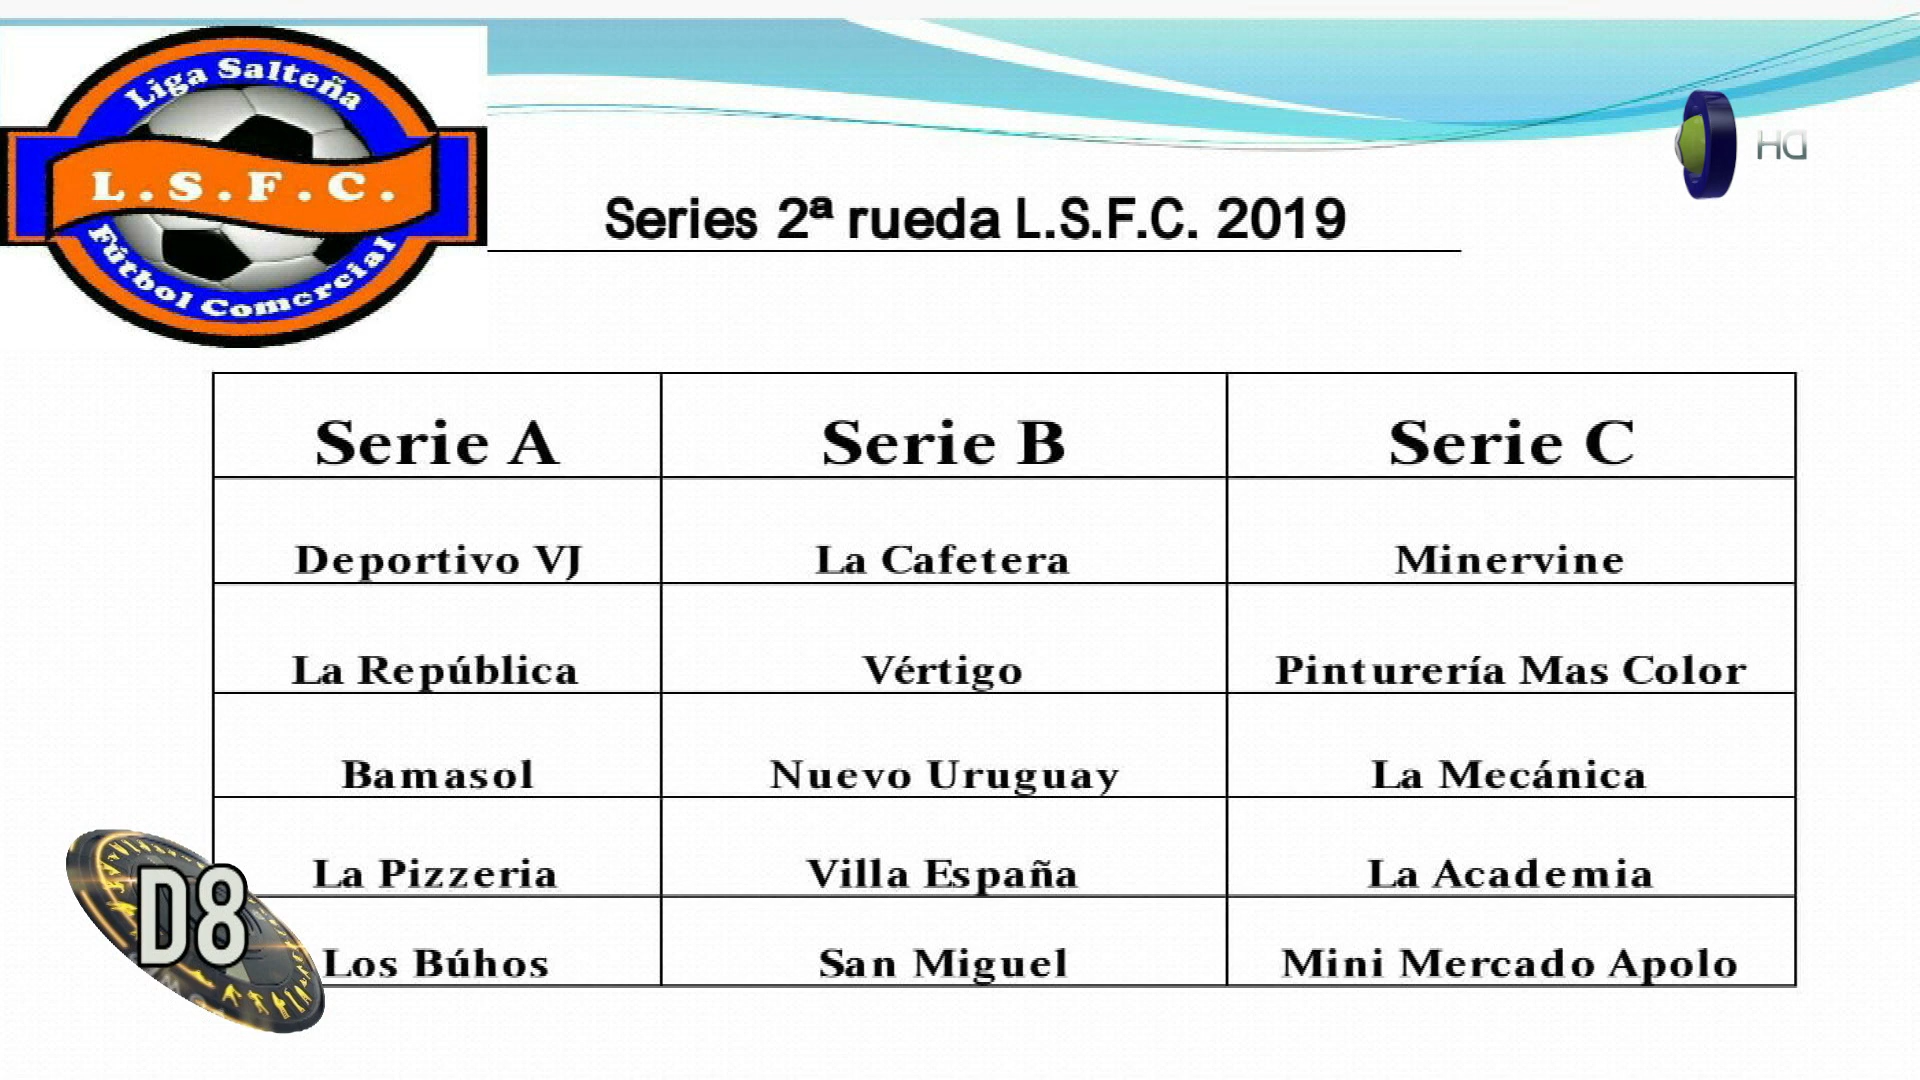 Liga Salteña
L.S.F.C.
Fútbol Comercial
HD
Series 2ª rueda L.S.F.C. 2019
Serie A Serie B Serie C
Deportivo VJ La Cafetera Minervine
La República Vértigo Pinturería Mas Color
Bamasol Nuevo Uruguay La Mecánica
La Pizzeria Villa España La Academia
Los Búhos San Miguel Mini Mercado Apolo
D8